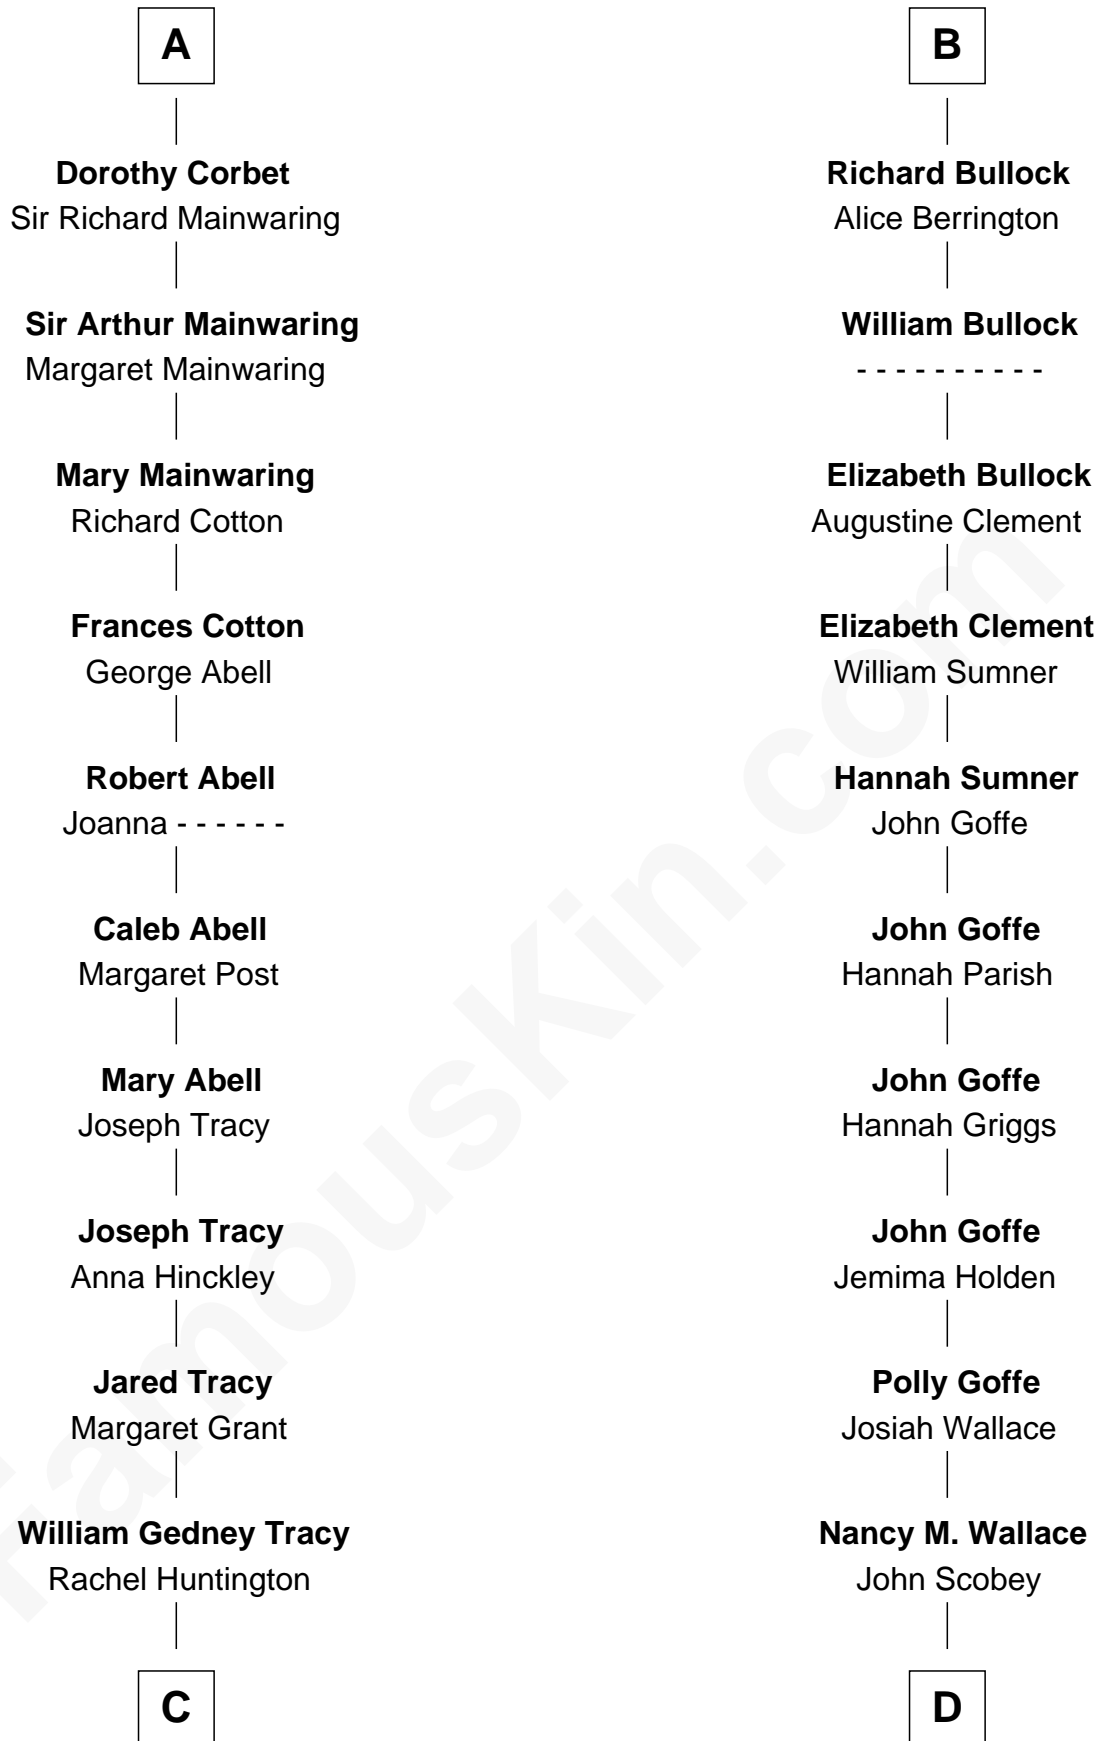 A
Dorothy Corbet
Sir Richard Mainwaring
Sir Arthur Mainwaring
Margaret Mainwaring
Mary Mainwaring
Richard Cotton
Frances Cotton
George Abell
Robert Abell
Joanna - - - - - -
Caleb Abell
Margaret Post
Mary Abell
Joseph Tracy
Joseph Tracy
Anna Hinckley
Jared Tracy
Margaret Grant
William Gedney Tracy
Rachel Huntington
C
B
Richard Bullock
Alice Berrington
William Bullock
- - - - - - - - - -
Elizabeth Bullock
Augustine Clement
Elizabeth Clement
William Sumner
Hannah Sumner
John Goffe
John Goffe
Hannah Parish
John Goffe
Hannah Griggs
John Goffe
Jemima Holden
Polly Goffe
Josiah Wallace
Nancy M. Wallace
John Scobey
D
FamousKin.com